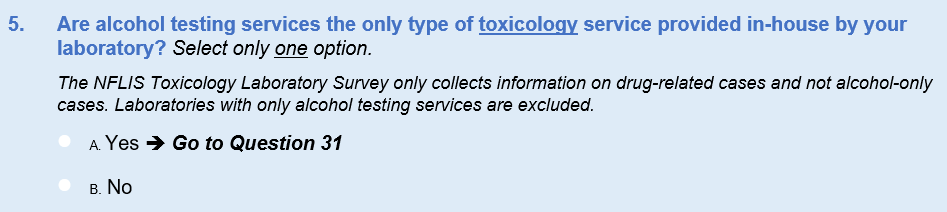 5. Are alcohol testing services the only type of toxicology service provided in-house by your
laboratory? Select only one option.
The NFLIS Toxicology Laboratory Survey only collects information on drug-related cases and not alcohol-only
cases. Laboratories with only alcohol testing services are excluded.
A. Yes ➔ Go to Question 31
B. No